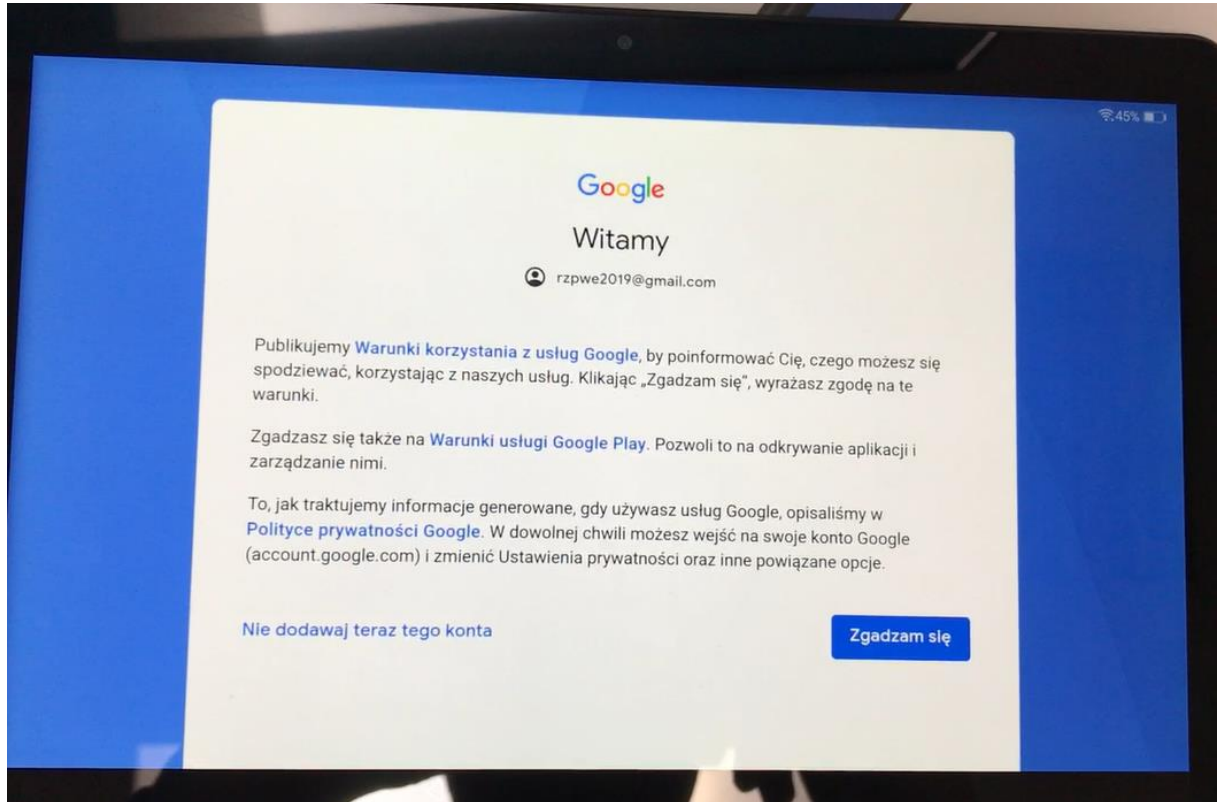 45%
Google
Witamy
rzpwe2019@gmail.com
Publikujemy Warunki korzystania z usług Google, by poinformować Cię, czego możesz się
spodziewać, korzystając z naszych usług. Klikając „Zgadzam się”, wyrażasz zgodę na te
warunki.
Zgadzasz się także na Warunki usługi Google Play. Pozwoli to na odkrywanie aplikacji i
zarządzanie nimi.
To, jak traktujemy informacje generowane, gdy używasz usług Google, opisaliśmy w
Polityce prywatności Google. W dowolnej chwili możesz wejść na swoje konto Google
(account.google.com) i zmienić Ustawienia prywatności oraz inne powiązane opcje.
Nie dodawaj teraz tego konta
Zgadzam się